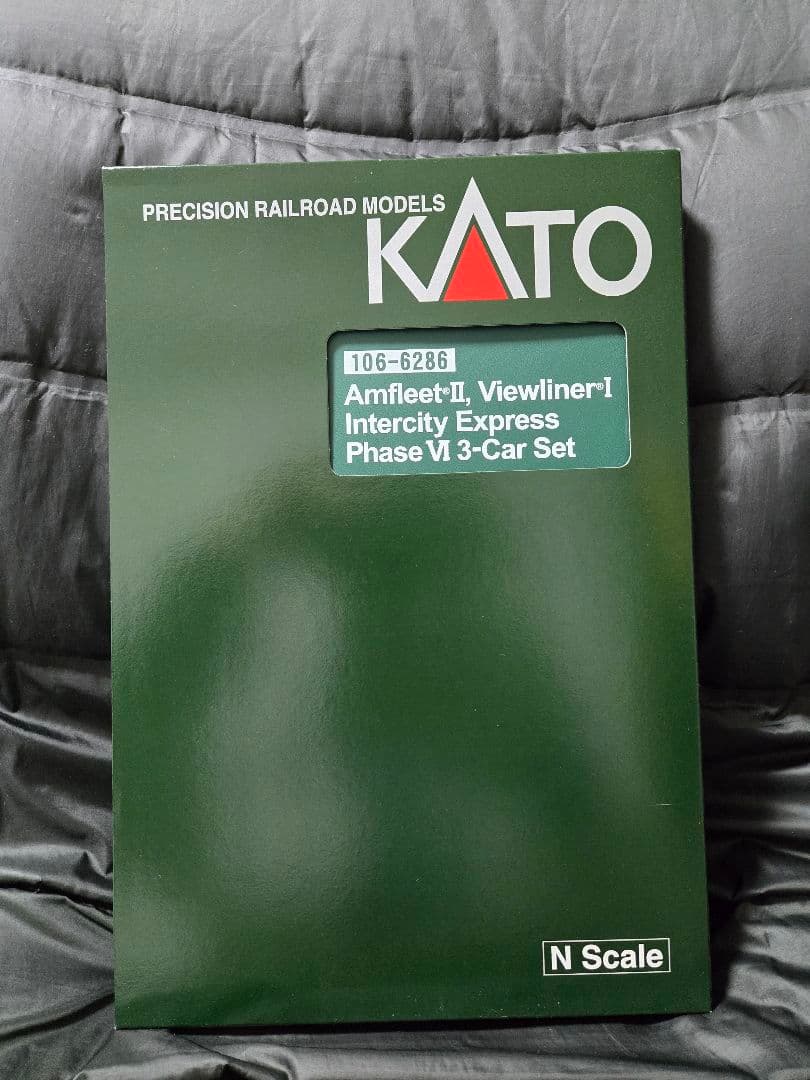 PRECISION RAILROAD MODELS
KATO
106-6286
Amfleet®Ⅱ, Viewliner®Ⅰ
Intercity Express
Phase Ⅵ 3-Car Set
N Scale